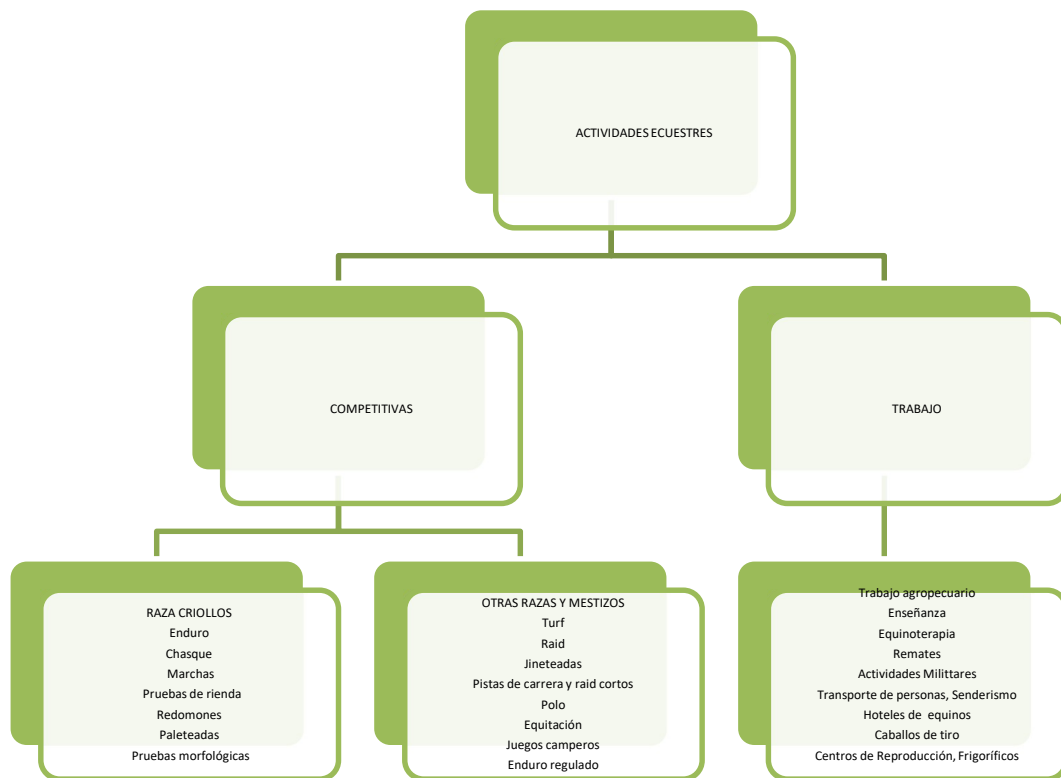 ACTIVIDADES ECUESTRES
COMPETITIVAS
TRABAJO
RAZA CRIOLLOS
Enduro
Chasque
Marchas
Pruebas de rienda
Redomones
Paleteadas
Pruebas morfológicas
OTRAS RAZAS Y MESTIZOS
Turf
Raid
Jineteadas
Pistas de carrera y raid cortos
Polo
Equitación
Juegos camperos
Enduro regulado
Trabajo agropecuario
Enseñanza
Equinoterapia
Remates
Actividades Milittares
Transporte de personas, Senderismo
Hoteles de equinos
Caballos de tiro
Centros de Reproducción, Frigoríficos